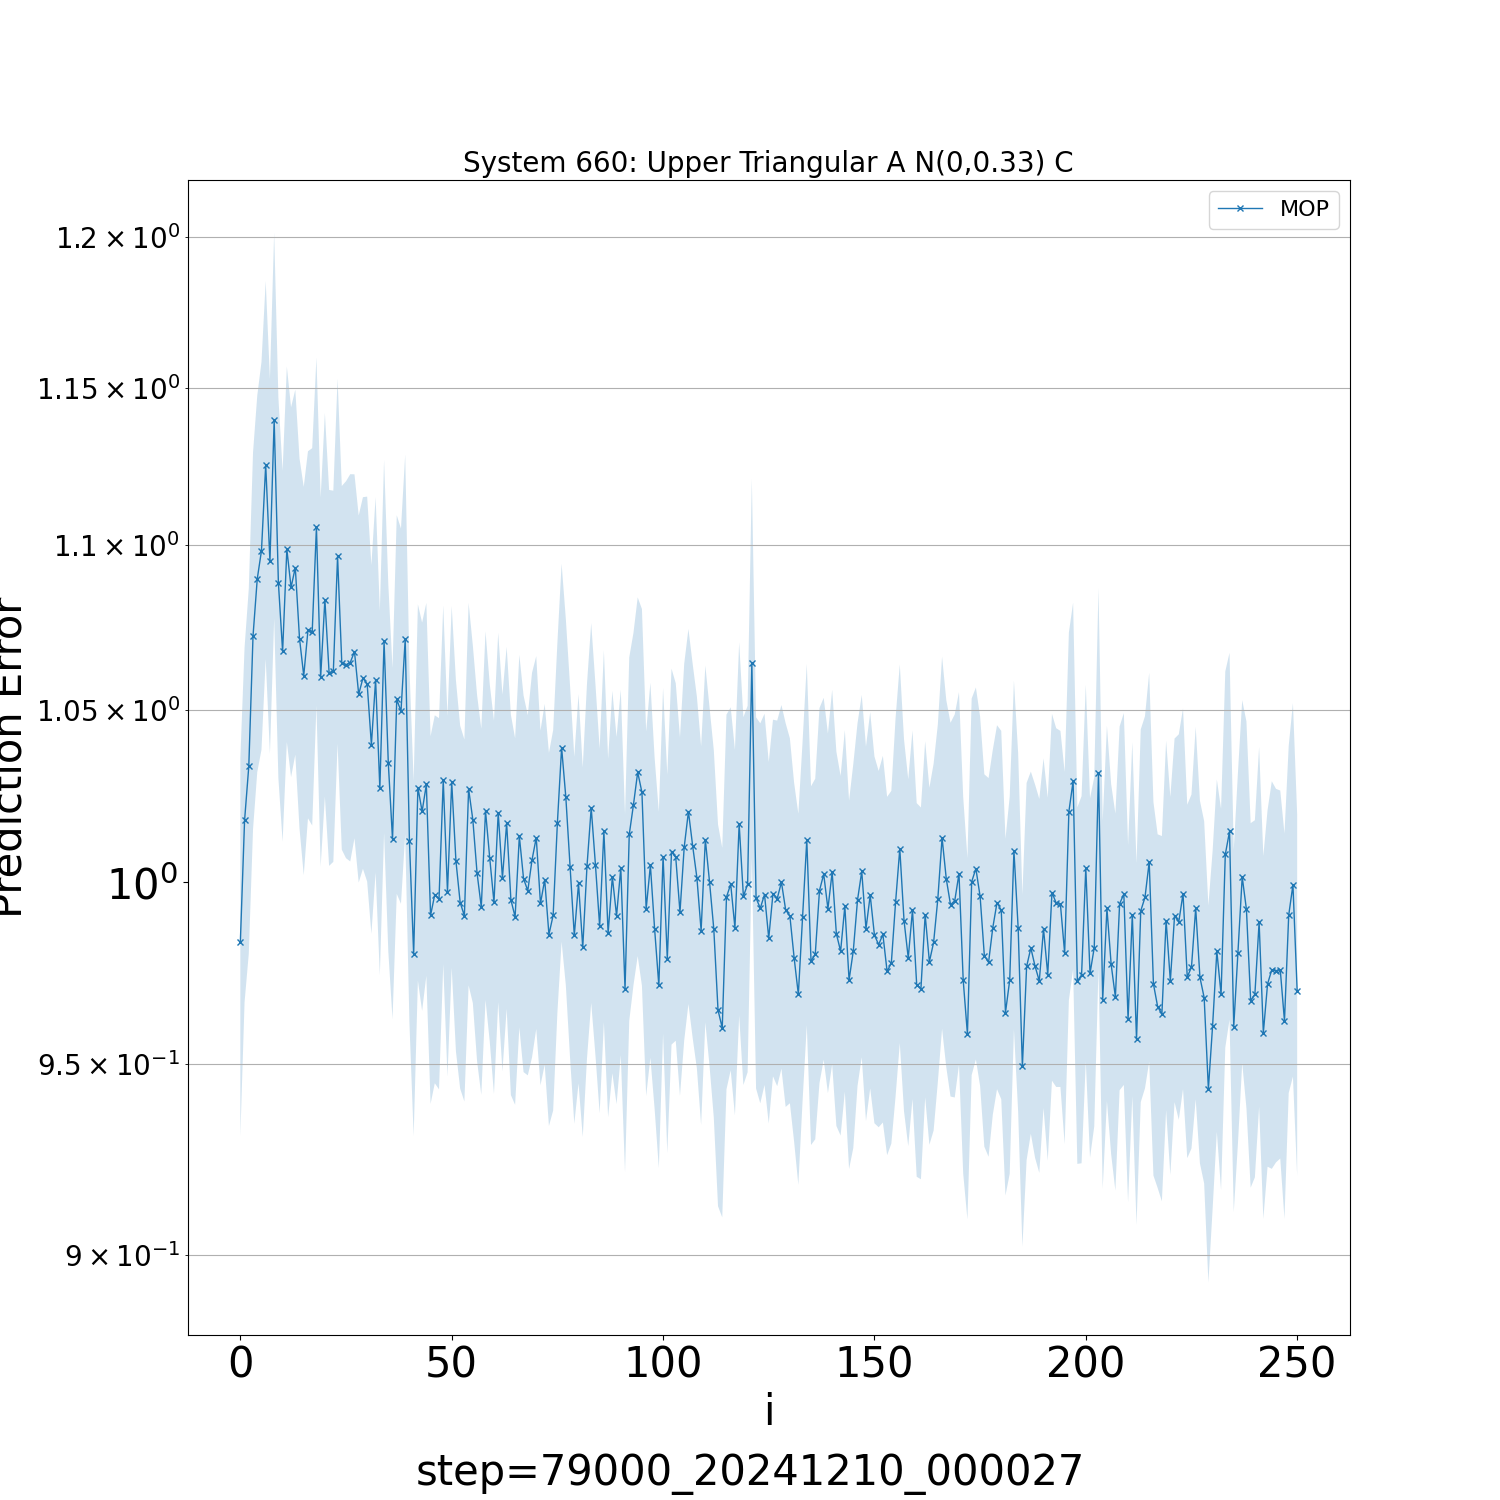 System 660: Upper Triangular A N(0,0.33) C
MOP
Prediction Error
1.2 × 10⁰
1.15 × 10⁰
1.1 × 10⁰
1.05 × 10⁰
10⁰
9.5 × 10⁻¹
9 × 10⁻¹
0 50 100 150 200 250
i
step=79000_20241210_000027